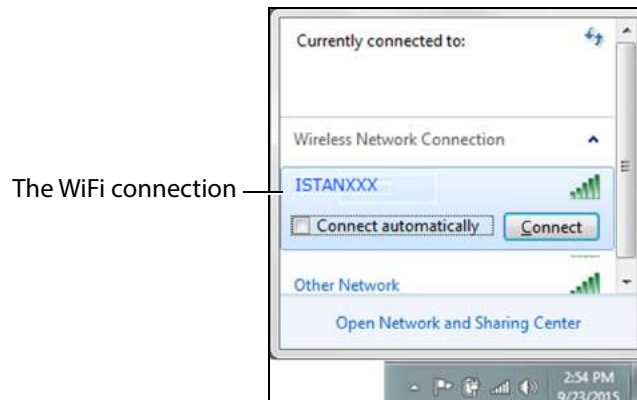 Currently connected to:
Wireless Network Connection
The WiFi connection
ISTANXXX
Connect automatically
Connect
Other Network
Open Network and Sharing Center
2:54 PM
9/23/2015